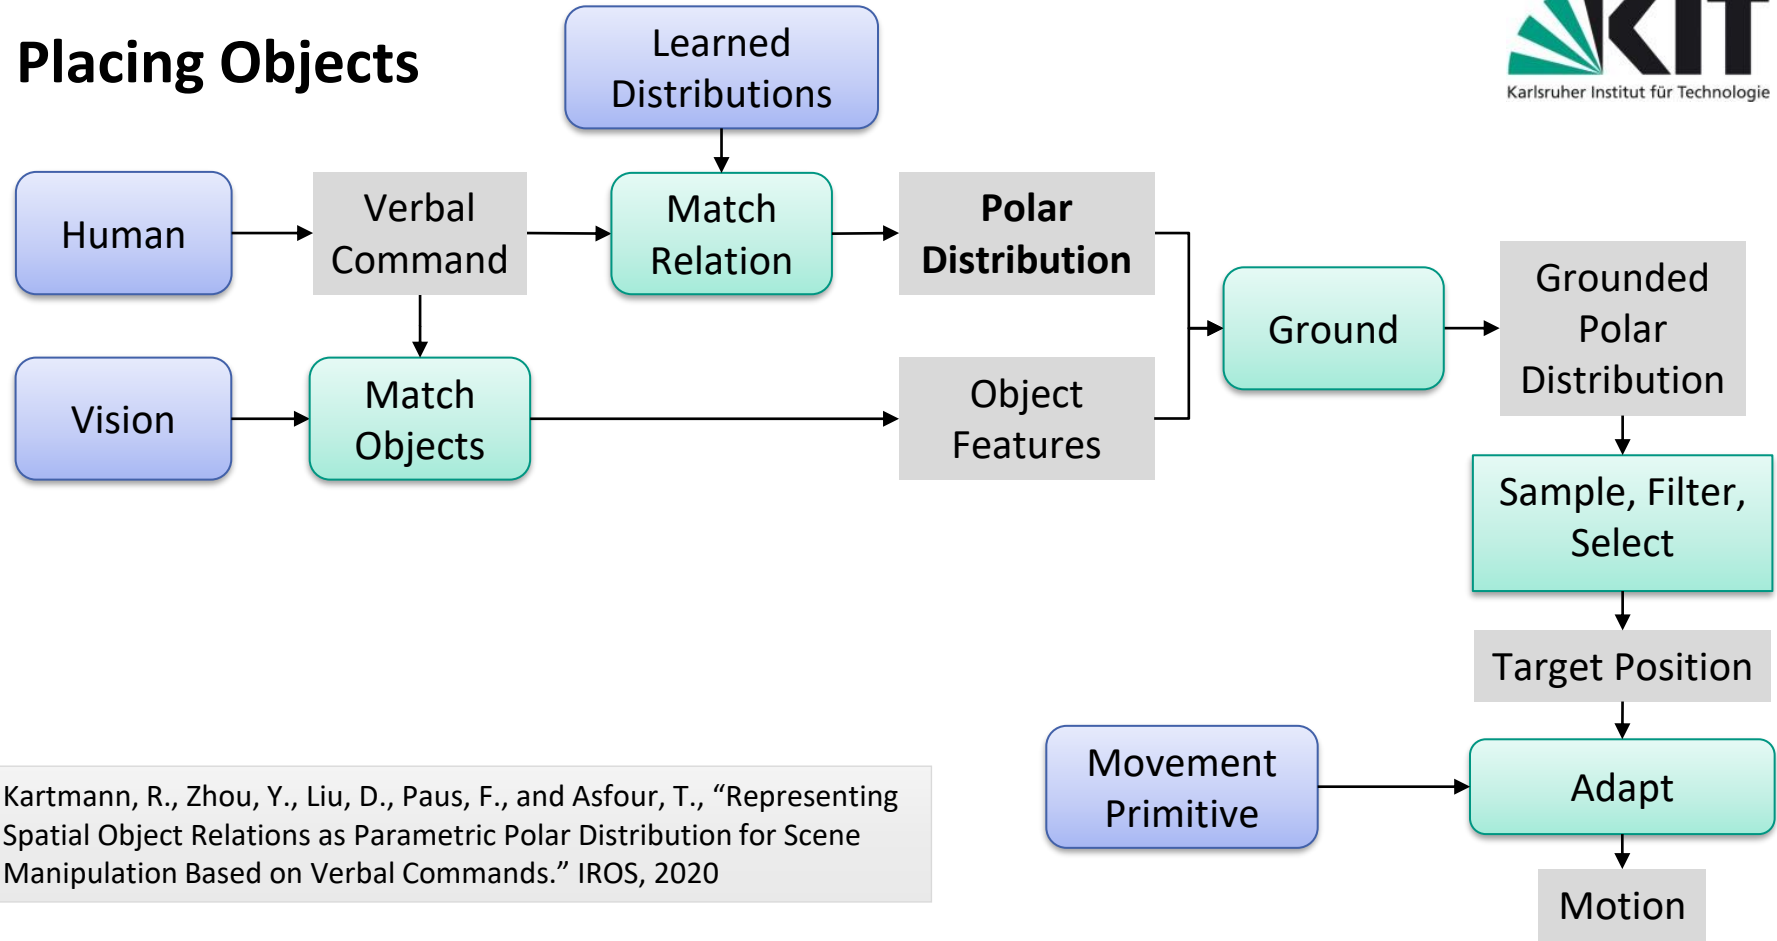 Placing Objects
Learned
Distributions
KIT
Karlsruher Institut für Technologie
Human
Verbal
Command
Match
Relation
Polar
Distribution
Ground
Grounded
Polar
Distribution
Vision
Match
Objects
Object
Features
Sample, Filter,
Select
Target Position
Movement
Primitive
Adapt
Motion
Kartmann, R., Zhou, Y., Liu, D., Paus, F., and Asfour, T., “Representing
Spatial Object Relations as Parametric Polar Distribution for Scene
Manipulation Based on Verbal Commands.” IROS, 2020